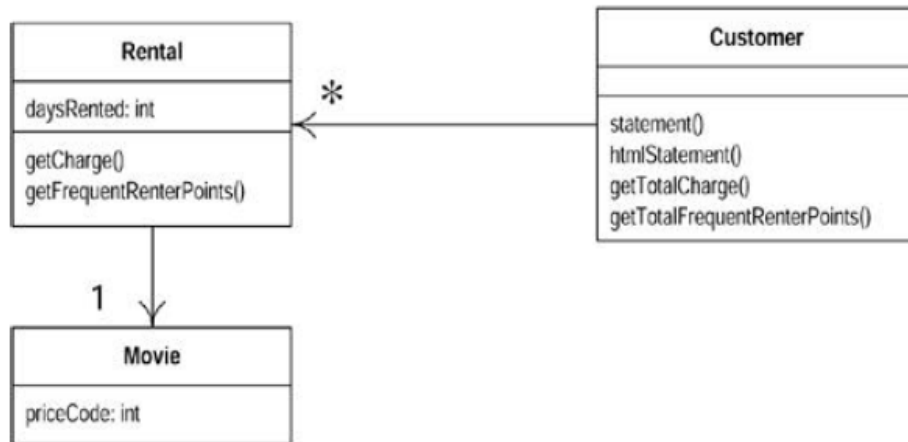 Rental
daysRented: int
getCharge()
getFrequentRenterPoints()
*
Customer
statement()
htmlStatement()
getTotalCharge()
getTotalFrequentRenterPoints()
1
Movie
priceCode: int